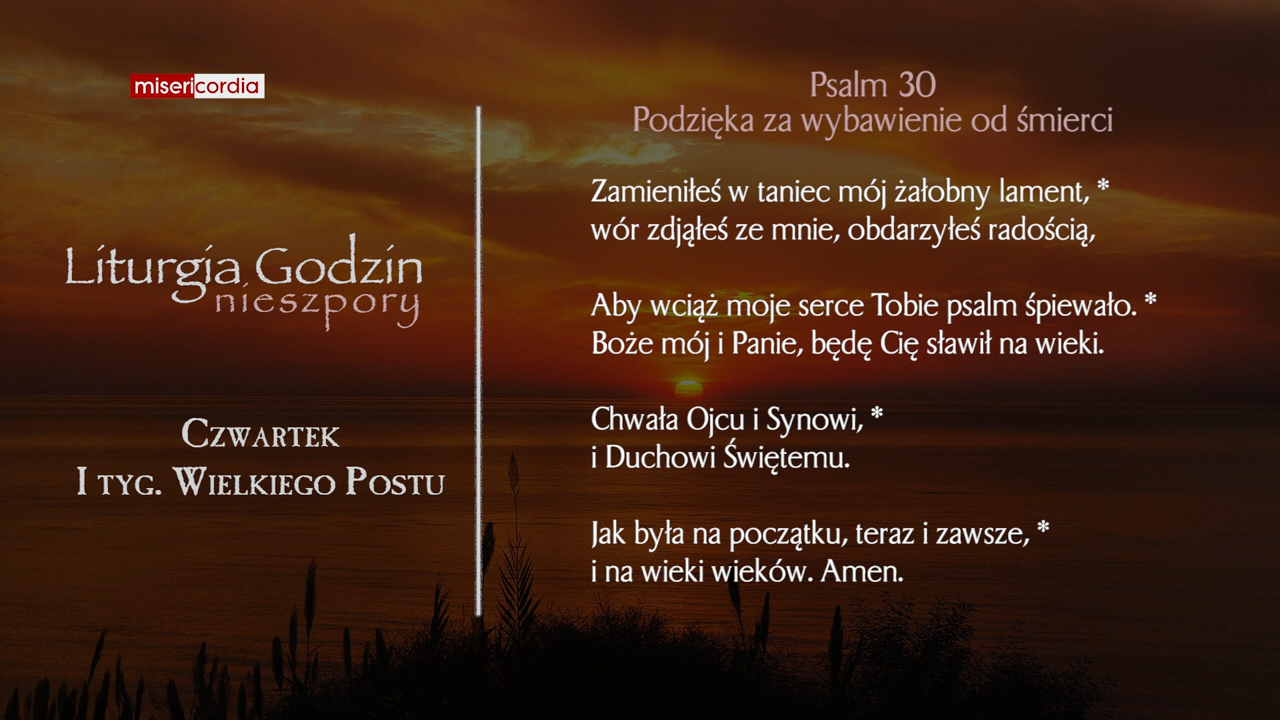 misericordia
Liturgia Godzin
nieszpory
Czwartek
I tyg. Wielkiego Postu
Psalm 30
Podzięka za wybawienie od śmierci
Zamieniłeś w taniec mój żałobny lament, *
wór zdjąłeś ze mnie, obdarzyłeś radością,
Aby wciąż moje serce Tobie psalm śpiewało. *
Boże mój i Panie, będę Cię sławił na wieki.
Chwała Ojcu i Synowi, *
i Duchowi Świętemu.
Jak była na początku, teraz i zawsze, *
i na wieki wieków. Amen.